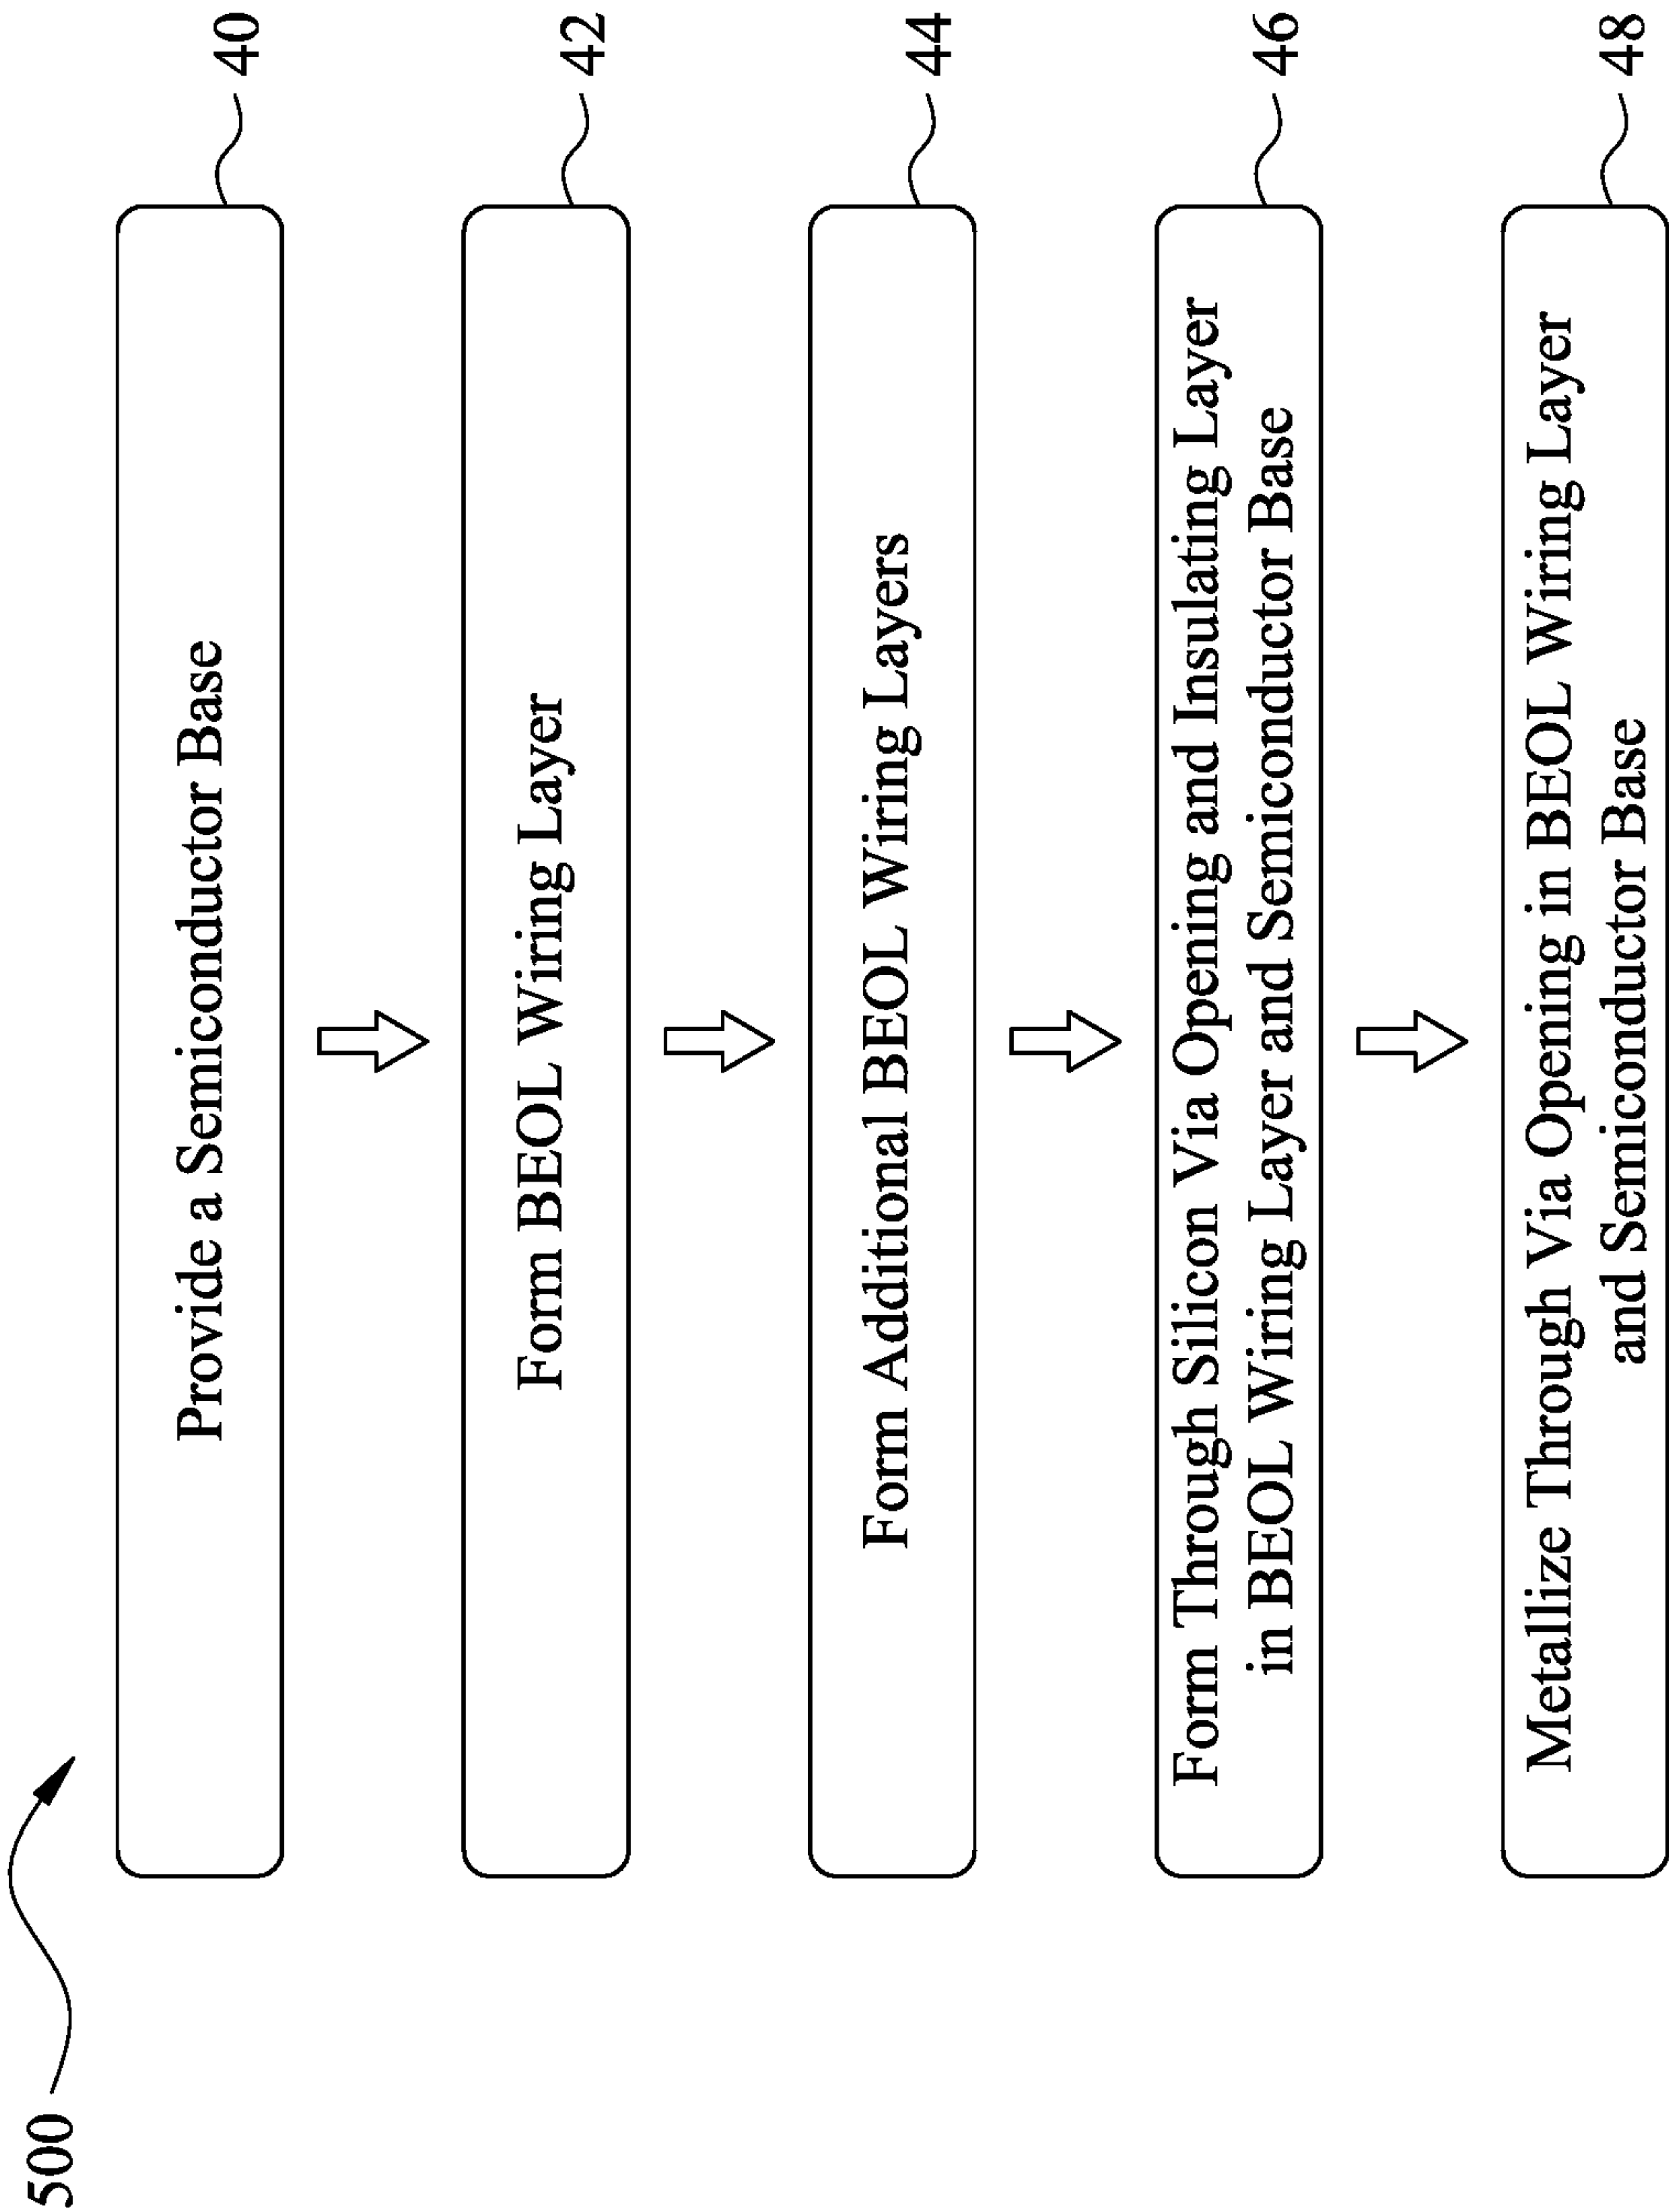 500
Provide a Semiconductor Base
40
Form BEOL Wiring Layer
42
Form Additional BEOL Wiring Layers
44
Form Through Silicon Via Opening and Insulating Layer
in BEOL Wiring Layer and Semiconductor Base
46
Metallize Through Via Opening in BEOL Wiring Layer
and Semiconductor Base
48